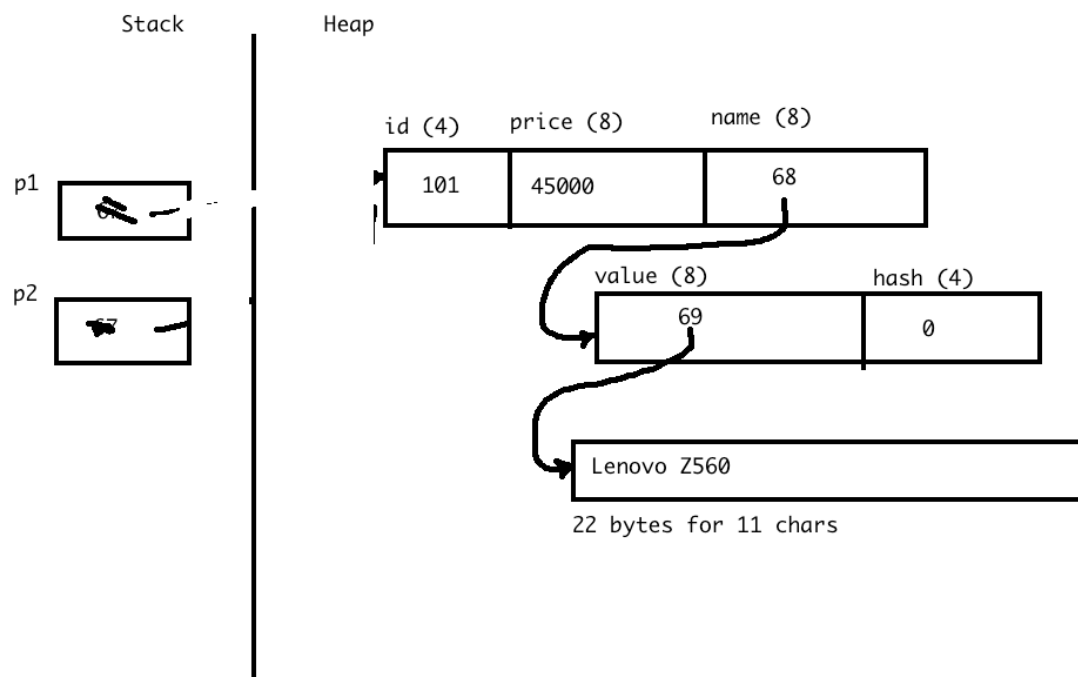 Stack
Heap
id (4)
price (8)
name (8)
p1
101
45000
68
p2
value (8)
hash (4)
69
0
Lenovo Z560
22 bytes for 11 chars